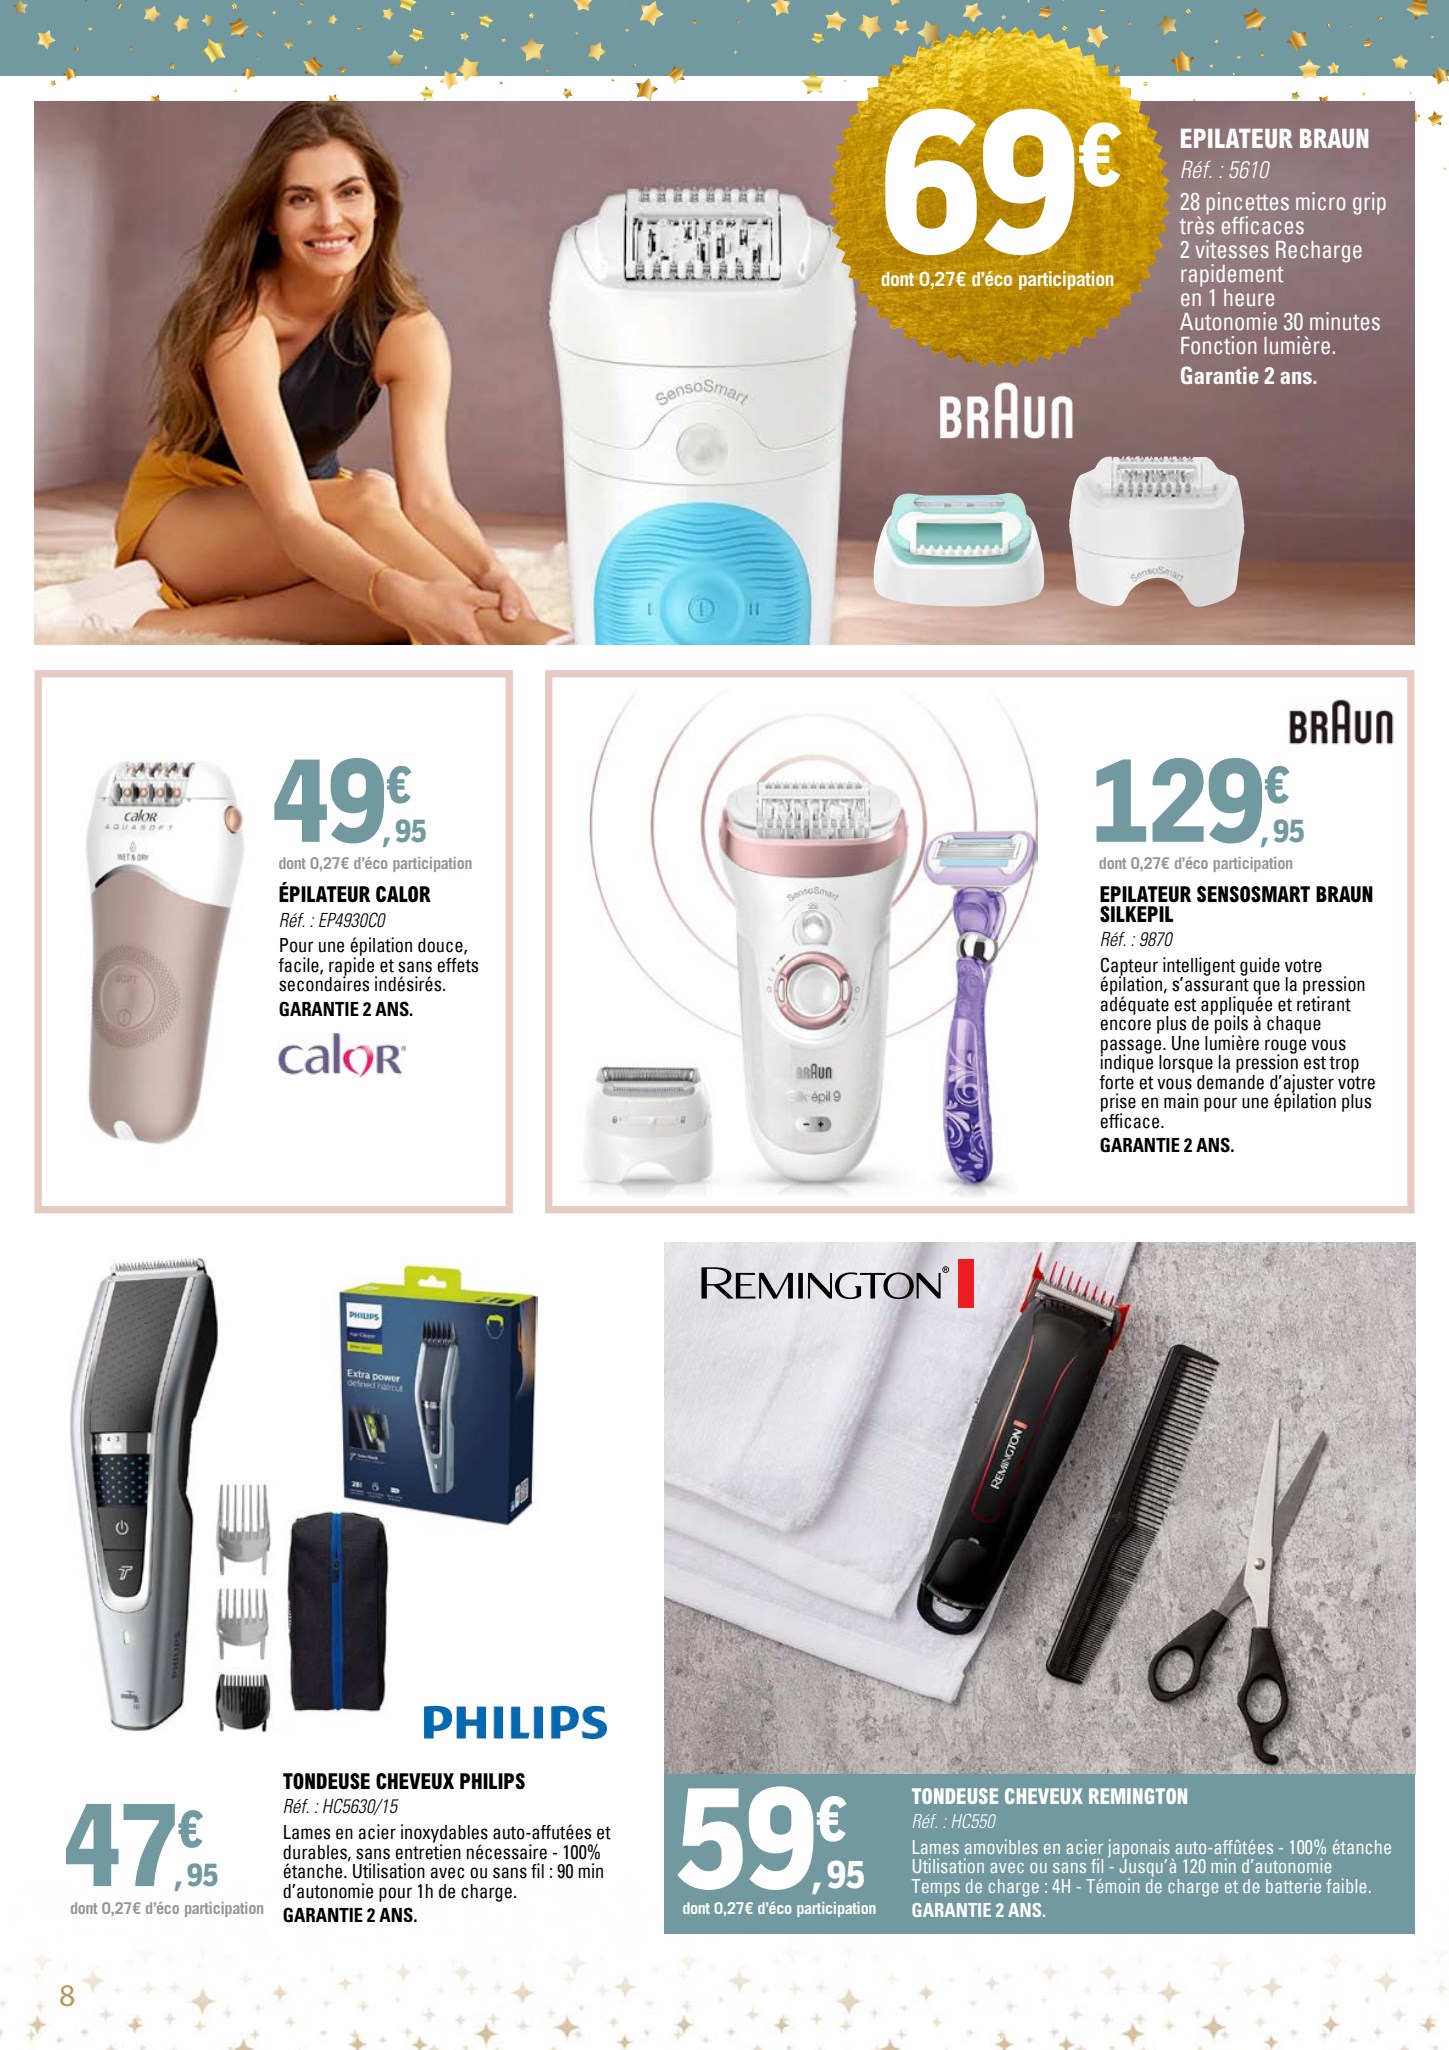 69€
dont 0,27€ d'éco participation
EPILATEUR BRAUN
Réf. : 5610
28 pincettes micro grip
très efficaces
2 vitesses Recharge
rapidement
en 1 heure
Autonomie 30 minutes
Fonction lumière.
Garantie 2 ans.
BRAUN
SensoSmart
SensoSmart
calor
AQUASOFT
WET & DRY
SOFT
49€,95
dont 0,27€ d'éco participation
ÉPILATEUR CALOR
Réf. : EP4930C0
Pour une épilation douce,
facile, rapide et sans effets
secondaires indésirés.
GARANTIE 2 ANS.
calor
BRAUN
SensoSmart
BRAUN
Silk·épil 9
129€,95
dont 0,27€ d'éco participation
EPILATEUR SENSOSMART BRAUN
SILKEPIL
Réf. : 9870
Capteur intelligent guide votre
épilation, s'assurant que la pression
adéquate est appliquée et retirant
encore plus de poils à chaque
passage. Une lumière rouge vous
indique lorsque la pression est trop
forte et vous demande d'ajuster votre
prise en main pour une épilation plus
efficace.
GARANTIE 2 ANS.
PHILIPS
Hair Clipper
Extra power
defined haircut
PHILIPS
PHILIPS
47€,95
dont 0,27€ d'éco participation
TONDEUSE CHEVEUX PHILIPS
Réf. : HC5630/15
Lames en acier inoxydables auto-affutées et
durables, sans entretien nécessaire - 100%
étanche. Utilisation avec ou sans fil : 90 min
d'autonomie pour 1h de charge.
GARANTIE 2 ANS.
REMINGTON®
REMINGTON
59€,95
dont 0,27€ d'éco participation
TONDEUSE CHEVEUX REMINGTON
Réf. : HC550
Lames amovibles en acier japonais auto-affûtées - 100% étanche
Utilisation avec ou sans fil - Jusqu'à 120 min d'autonomie
Temps de charge : 4H - Témoin de charge et de batterie faible.
GARANTIE 2 ANS.
8